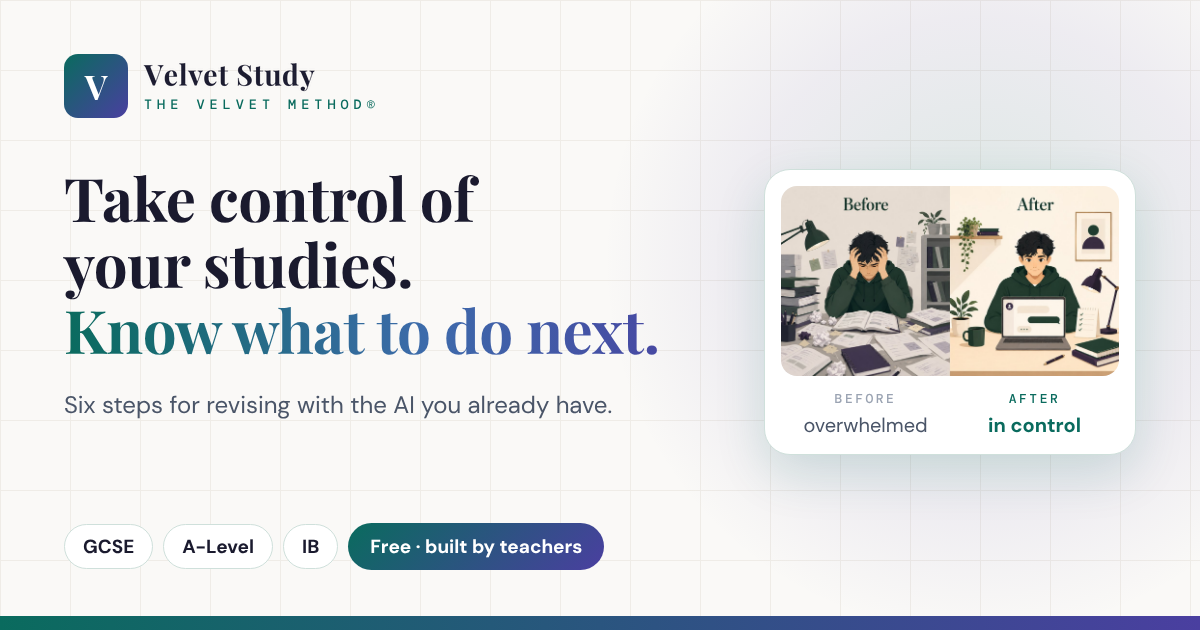 V
Velvet Study
THE VELVET METHOD®
Take control of
your studies.
Know what to do next.
Six steps for revising with the AI you already have.
GCSE
A-Level
IB
Free · built by teachers
Before
After
BEFORE
AFTER
overwhelmed
in control